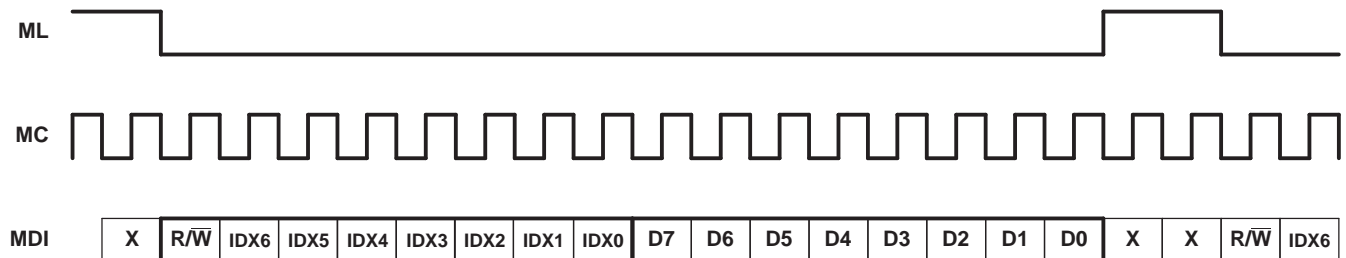 ML
MC
MDI X R/W̅ IDX6 IDX5 IDX4 IDX3 IDX2 IDX1 IDX0 D7 D6 D5 D4 D3 D2 D1 D0 X X R/W̅ IDX6